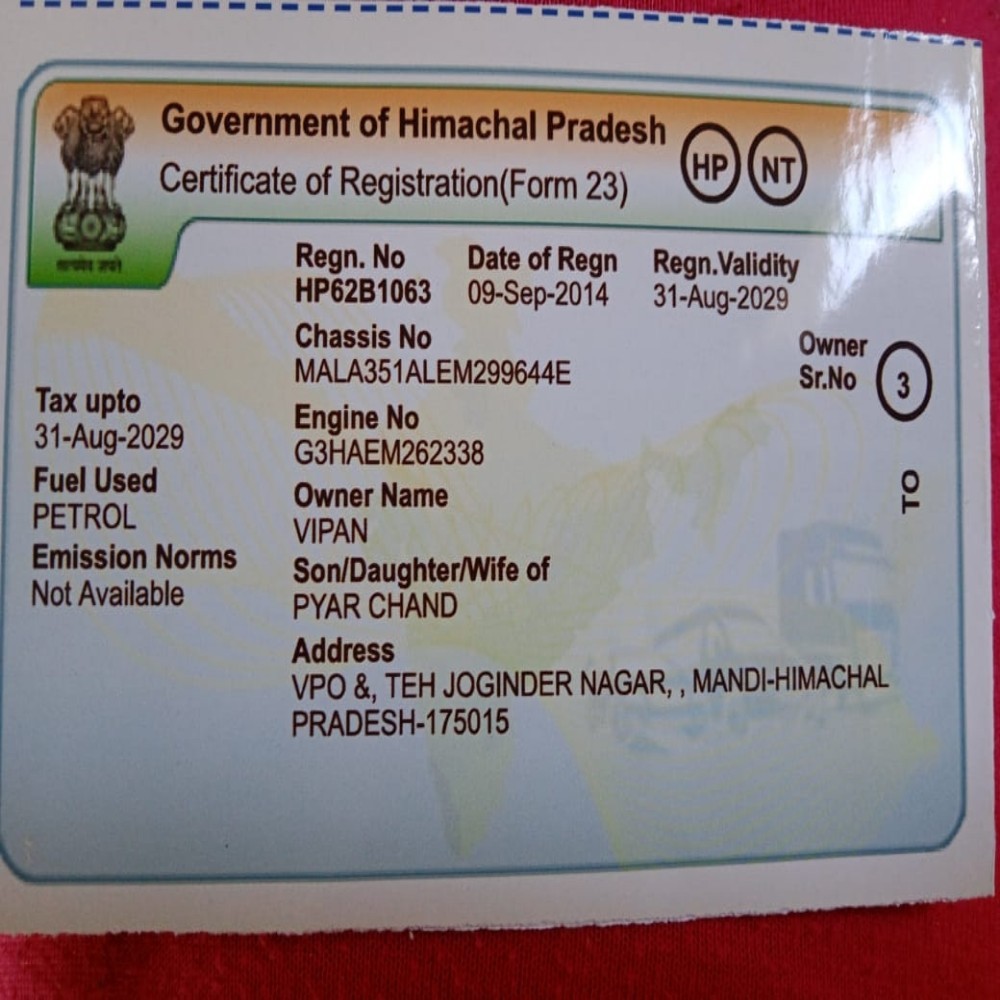 Government of Himachal Pradesh
Certificate of Registration(Form 23)
HP NT
सत्यमेव जयते
Regn. No Date of Regn Regn.Validity
HP62B1063 09-Sep-2014 31-Aug-2029
Chassis No
MALA351ALEM299644E
Owner
Sr.No 3
Tax upto
31-Aug-2029
Engine No
G3HAEM262338
TO
Fuel Used
PETROL
Owner Name
VIPAN
Emission Norms
Not Available
Son/Daughter/Wife of
PYAR CHAND
Address
VPO &, TEH JOGINDER NAGAR, , MANDI-HIMACHAL
PRADESH-175015